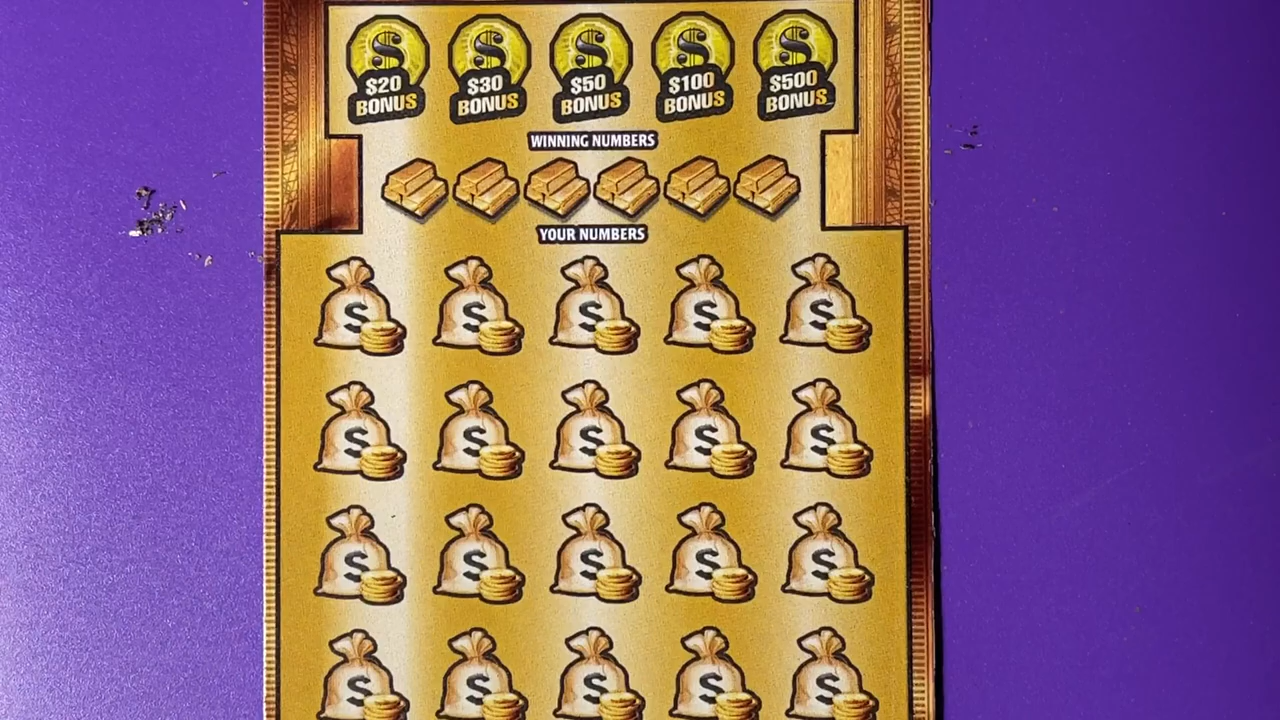 $20 BONUS
$30 BONUS
$50 BONUS
$100 BONUS
$500 BONUS
WINNING NUMBERS
YOUR NUMBERS
$ $ $ $ $
$ $ $ $ $
$ $ $ $ $
$ $ $ $ $